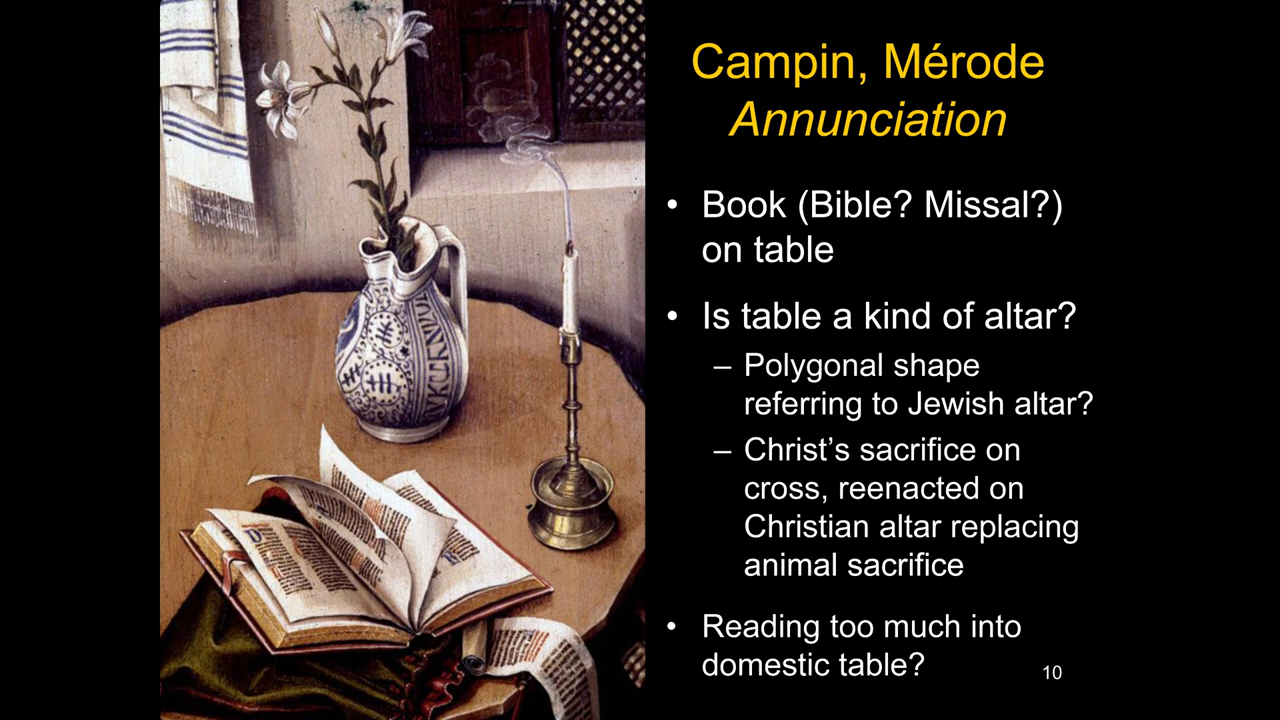 Campin, Mérode
Annunciation
• Book (Bible? Missal?)
on table
• Is table a kind of altar?
– Polygonal shape
referring to Jewish altar?
– Christ’s sacrifice on
cross, reenacted on
Christian altar replacing
animal sacrifice
• Reading too much into
domestic table?
10